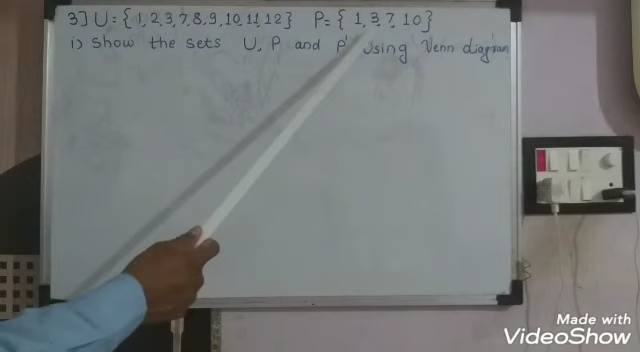 3] U = { 1, 2, 3, 7, 8, 9, 10, 11, 12 } P = { 1, 3, 7, 10 }
i) Show the sets U, P and P' using Venn diagram
Made with
VideoShow